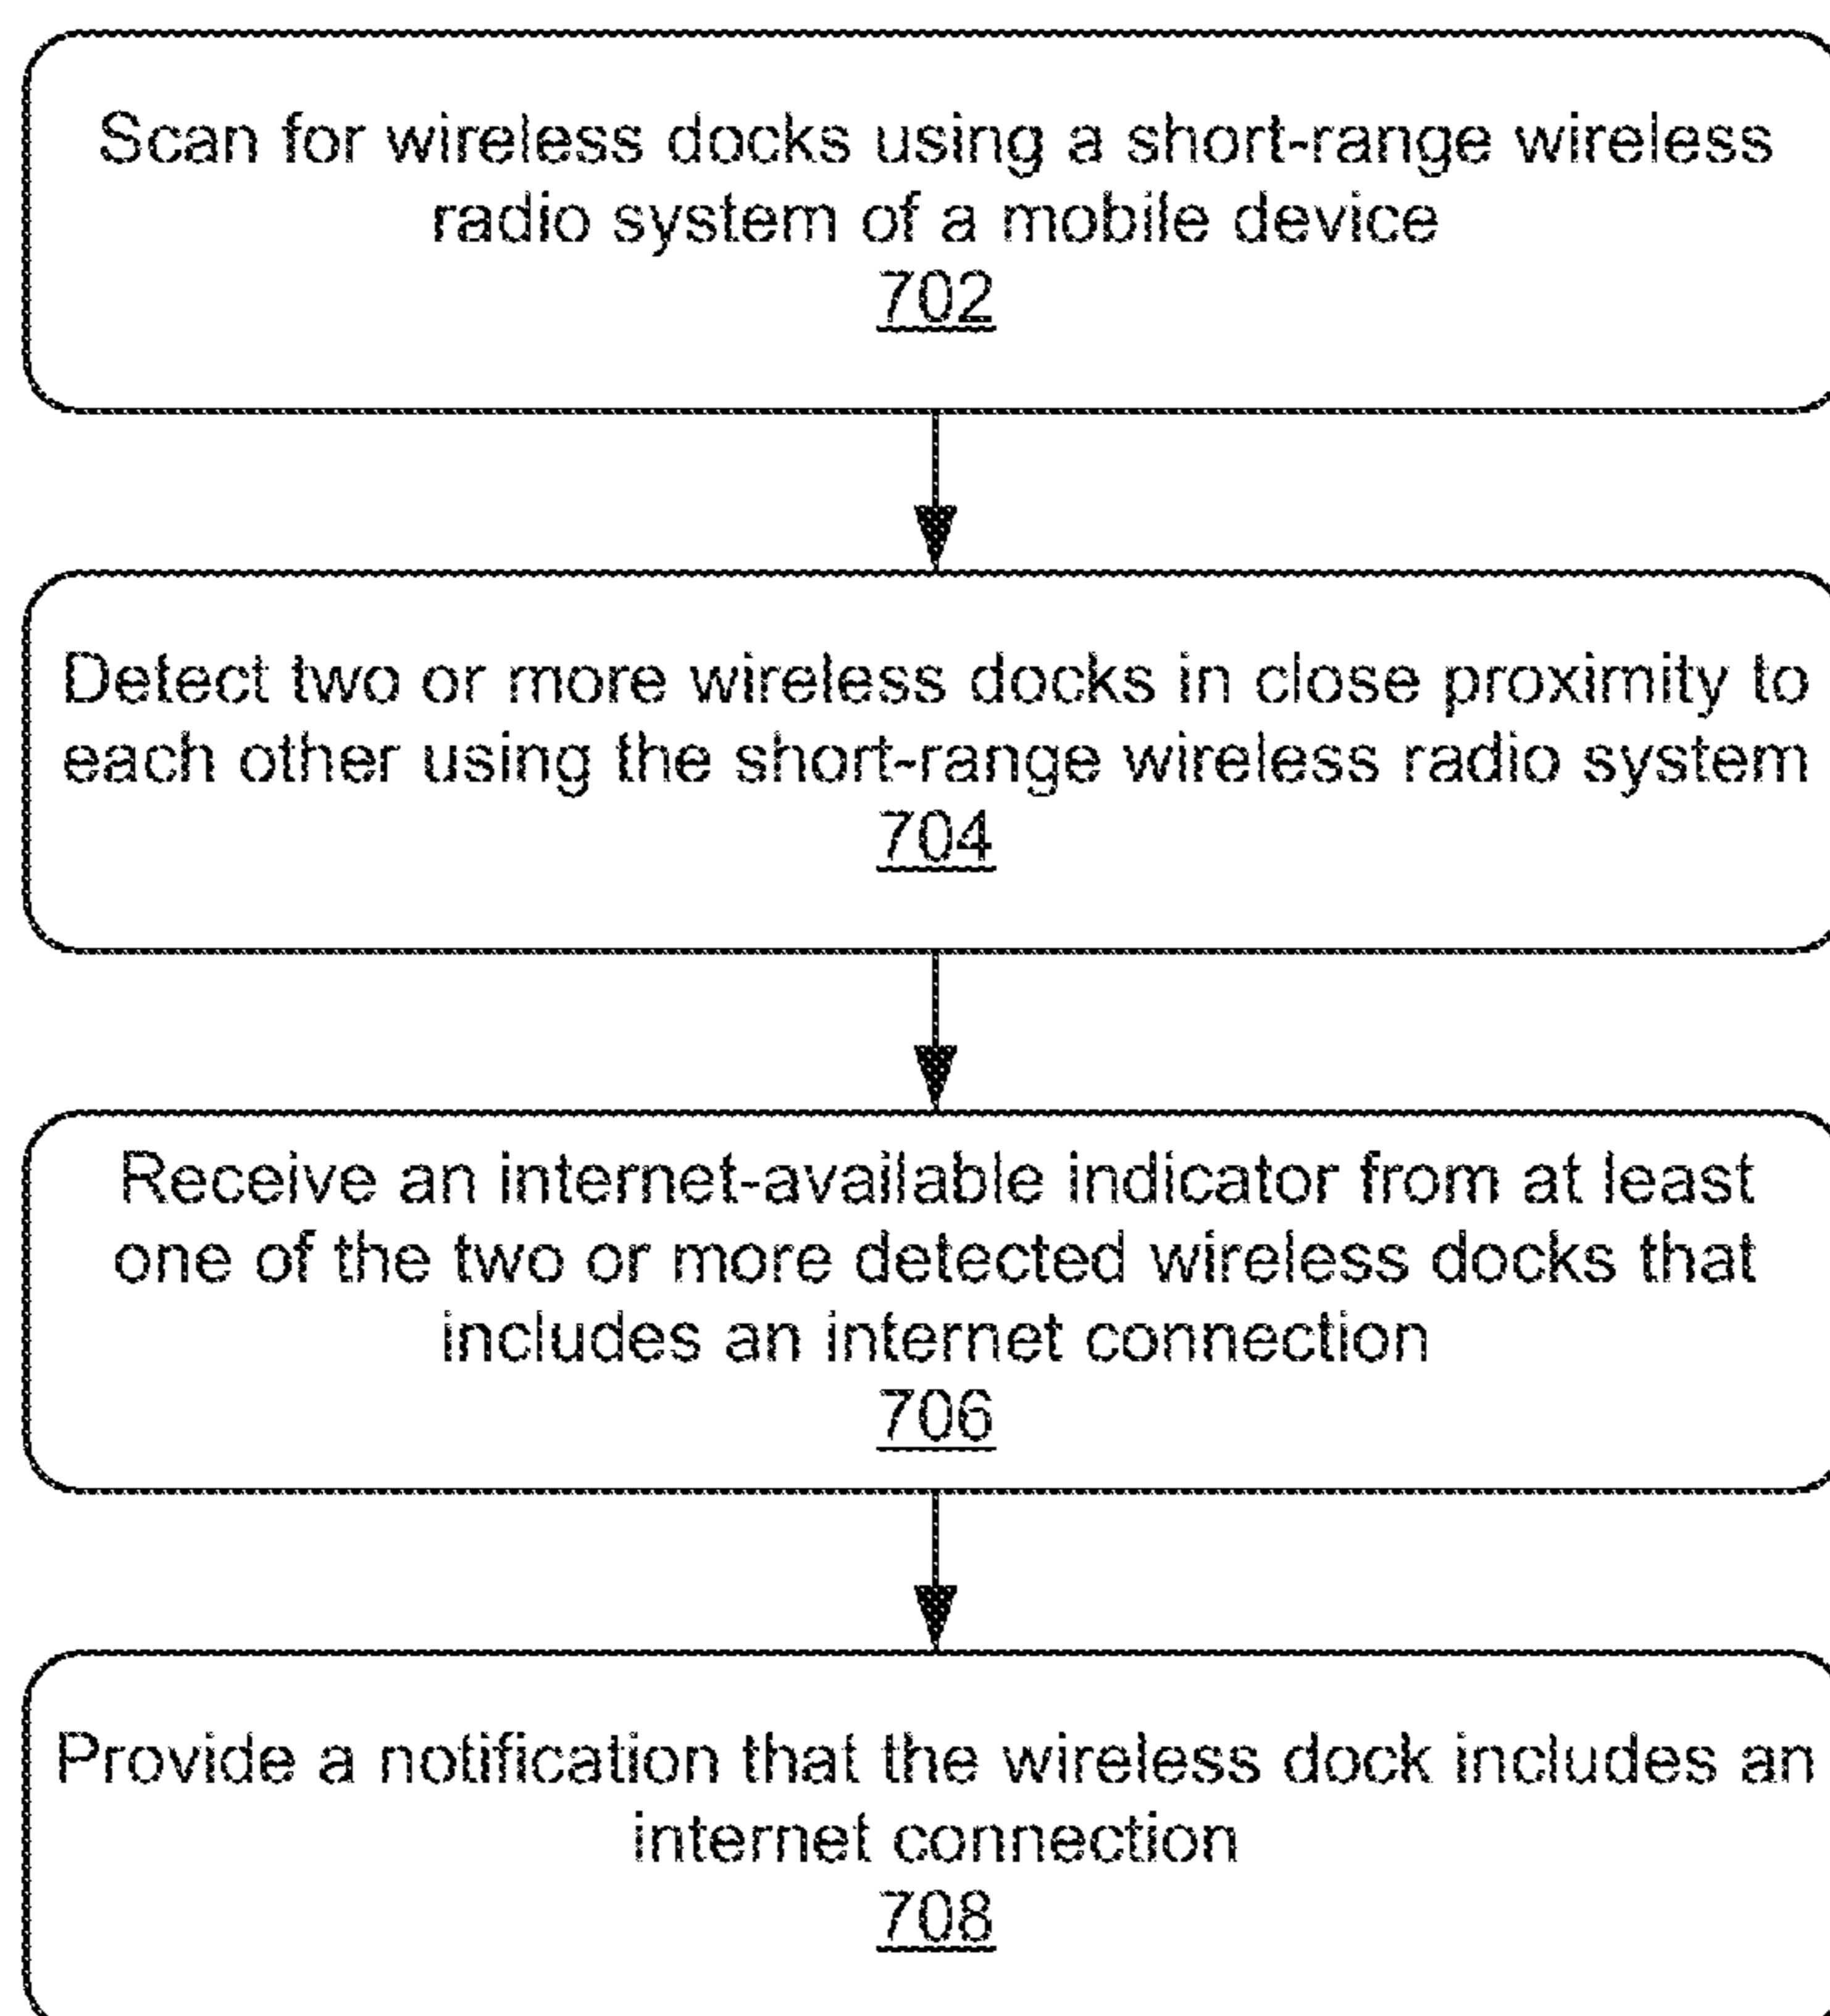 Scan for wireless docks using a short-range wireless
radio system of a mobile device
702
Detect two or more wireless docks in close proximity to
each other using the short-range wireless radio system
704
Receive an internet-available indicator from at least
one of the two or more detected wireless docks that
includes an internet connection
706
Provide a notification that the wireless dock includes an
internet connection
708